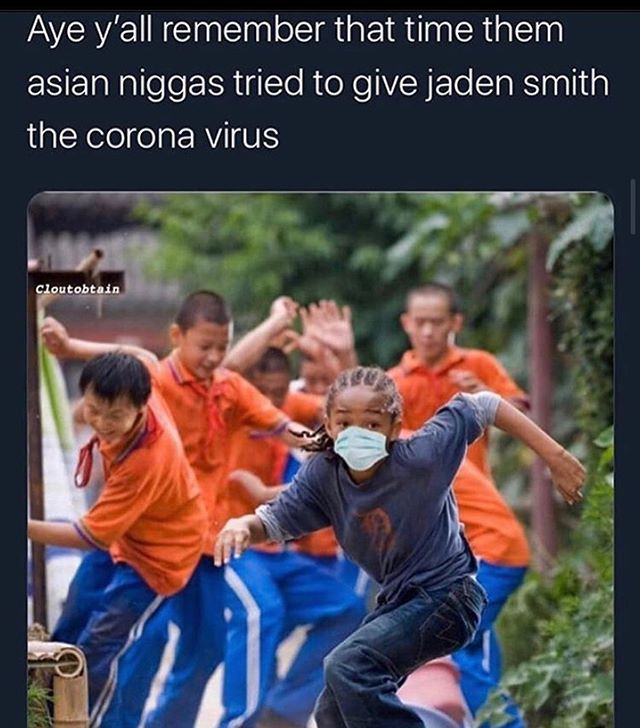 Aye y'all remember that time them
asian niggas tried to give jaden smith
the corona virus
Cloutobtain